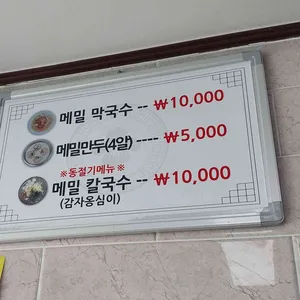 메밀 막국수 -- ₩10,000
메밀만두(4알) ---- ₩5,000
※동절기메뉴※
메밀 칼국수 -- ₩10,000
(감자옹심이)